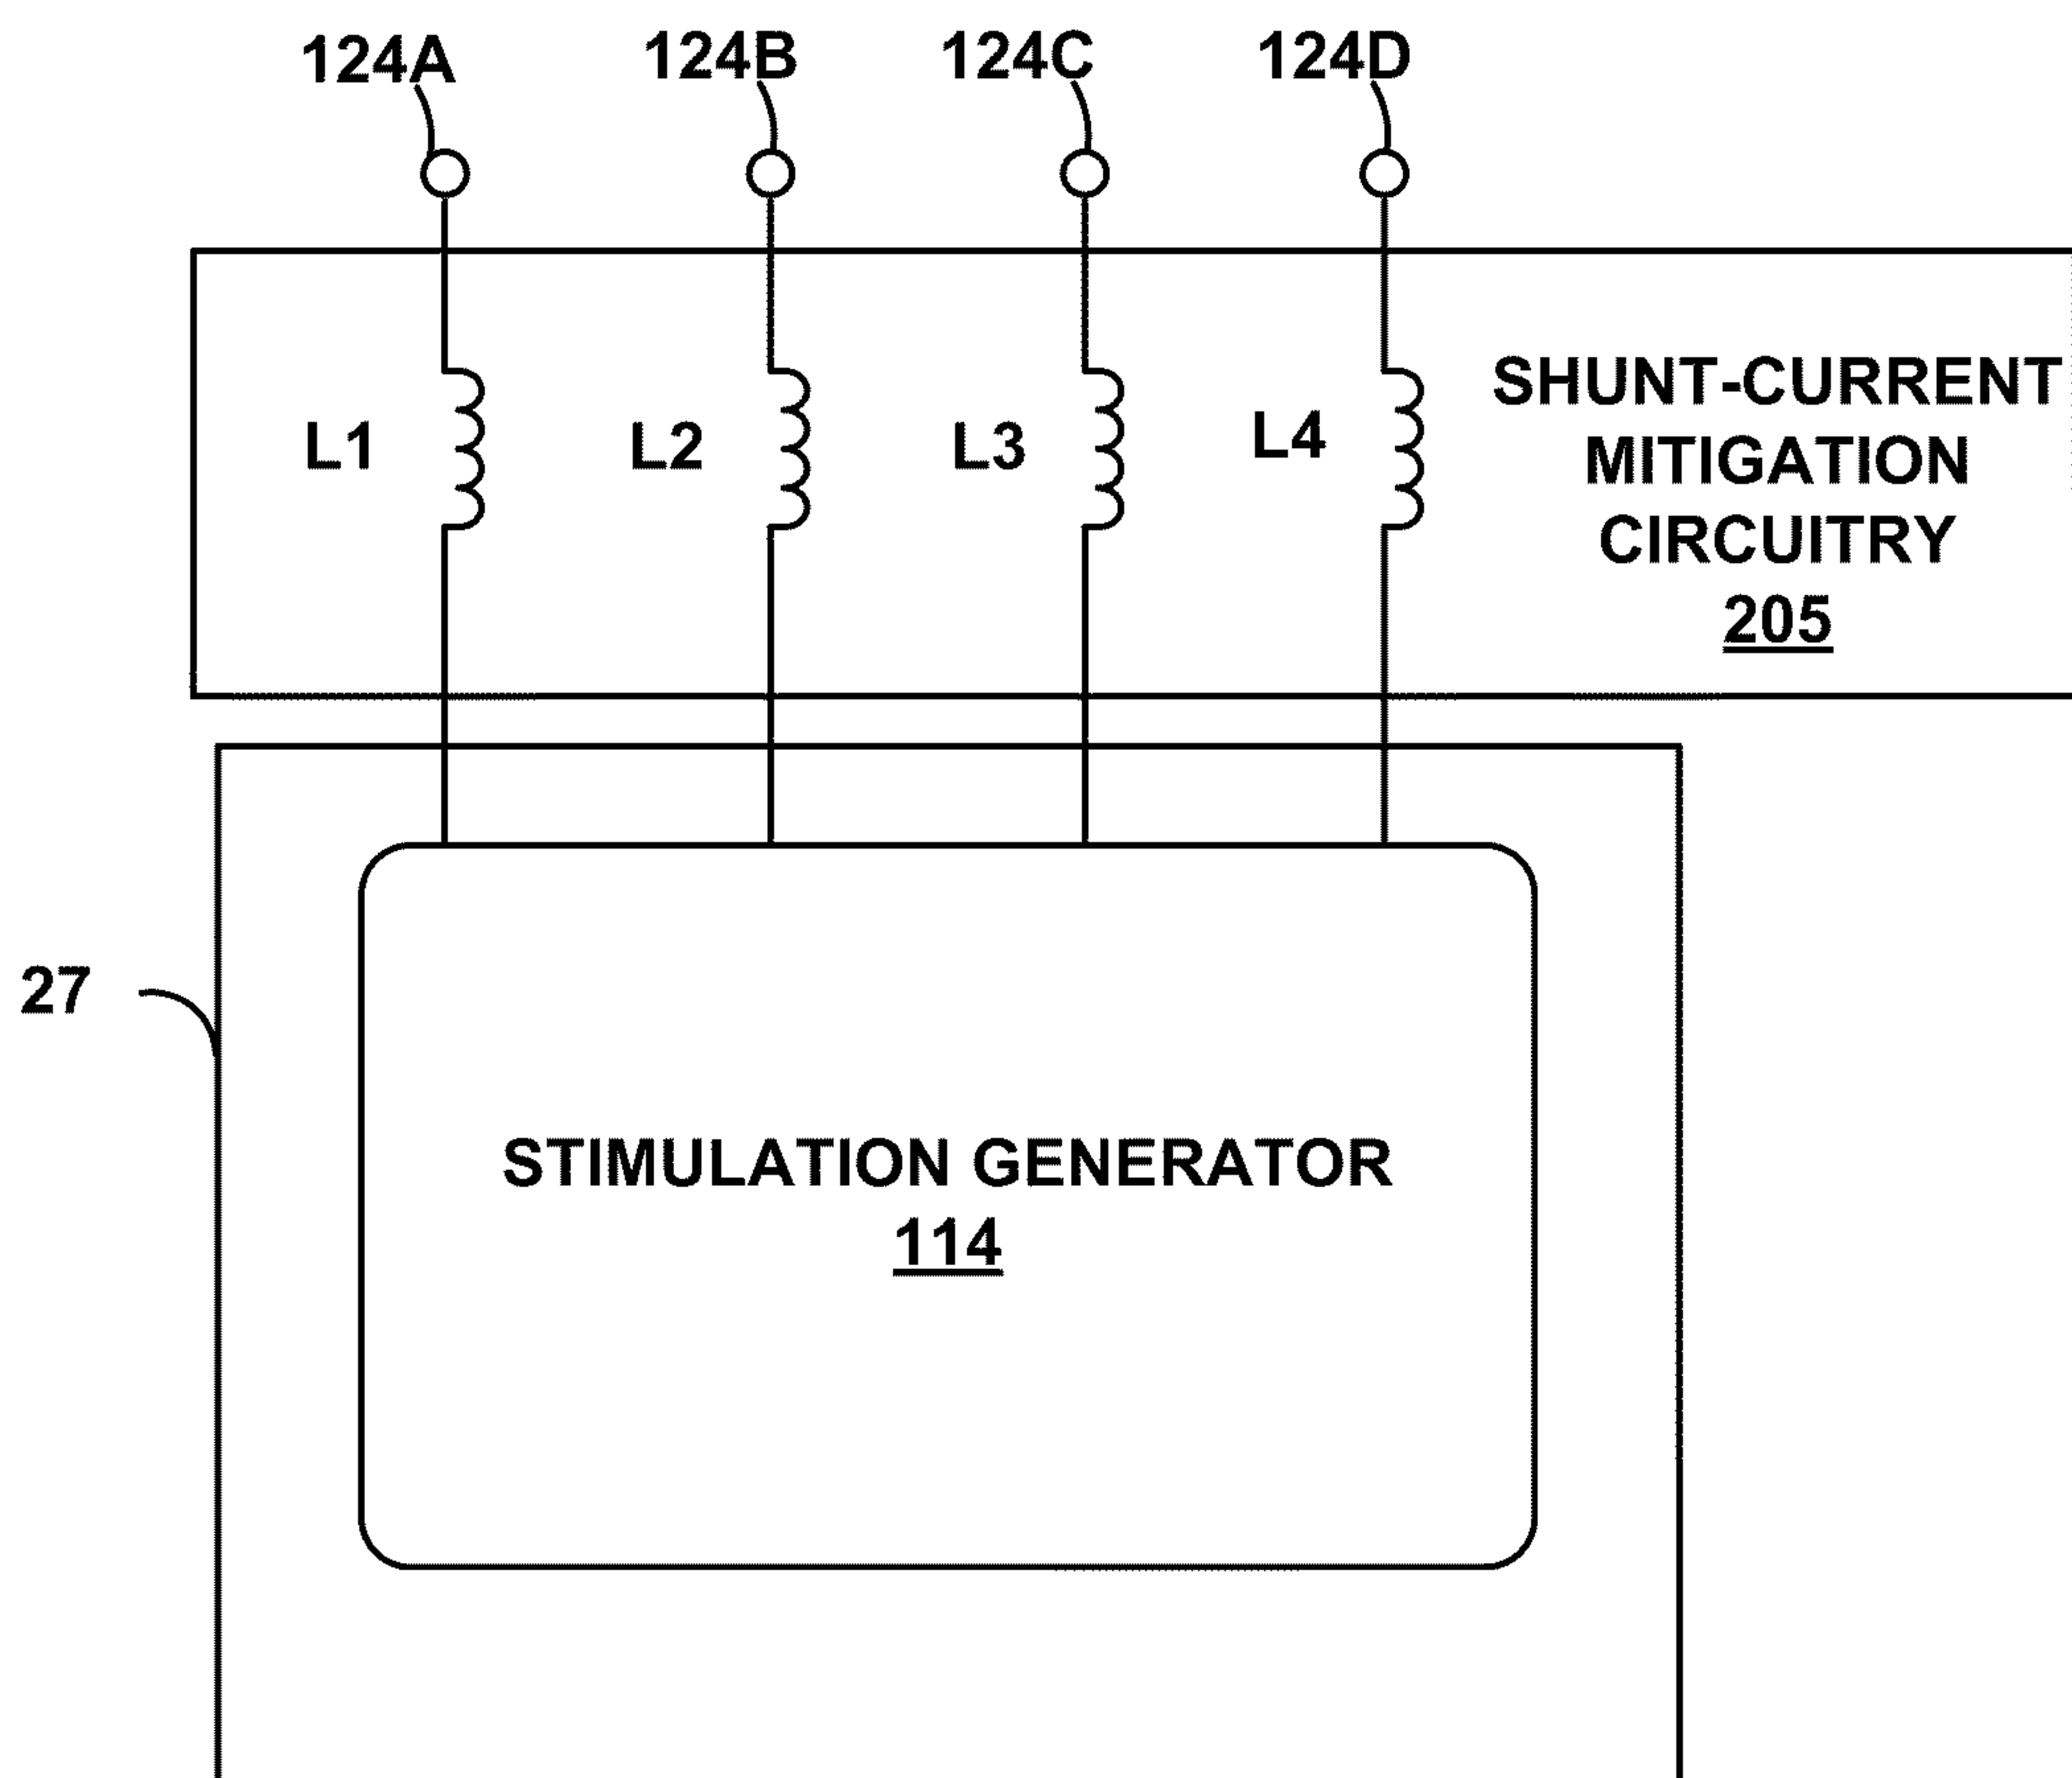 124A 124B 124C 124D
L1 L2 L3 L4
SHUNT-CURRENT
MITIGATION
CIRCUITRY
205
27
STIMULATION GENERATOR
114